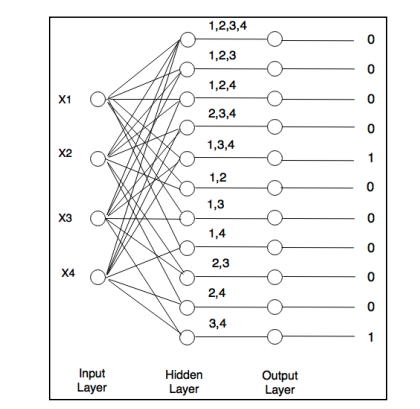 1,2,3,4
0
1,2,3
0
X1
1,2,4
0
2,3,4
0
X2
1,3,4
1
1,2
0
X3
1,3
0
1,4
0
X4
2,3
0
2,4
0
3,4
1
Input
Layer
Hidden
Layer
Output
Layer